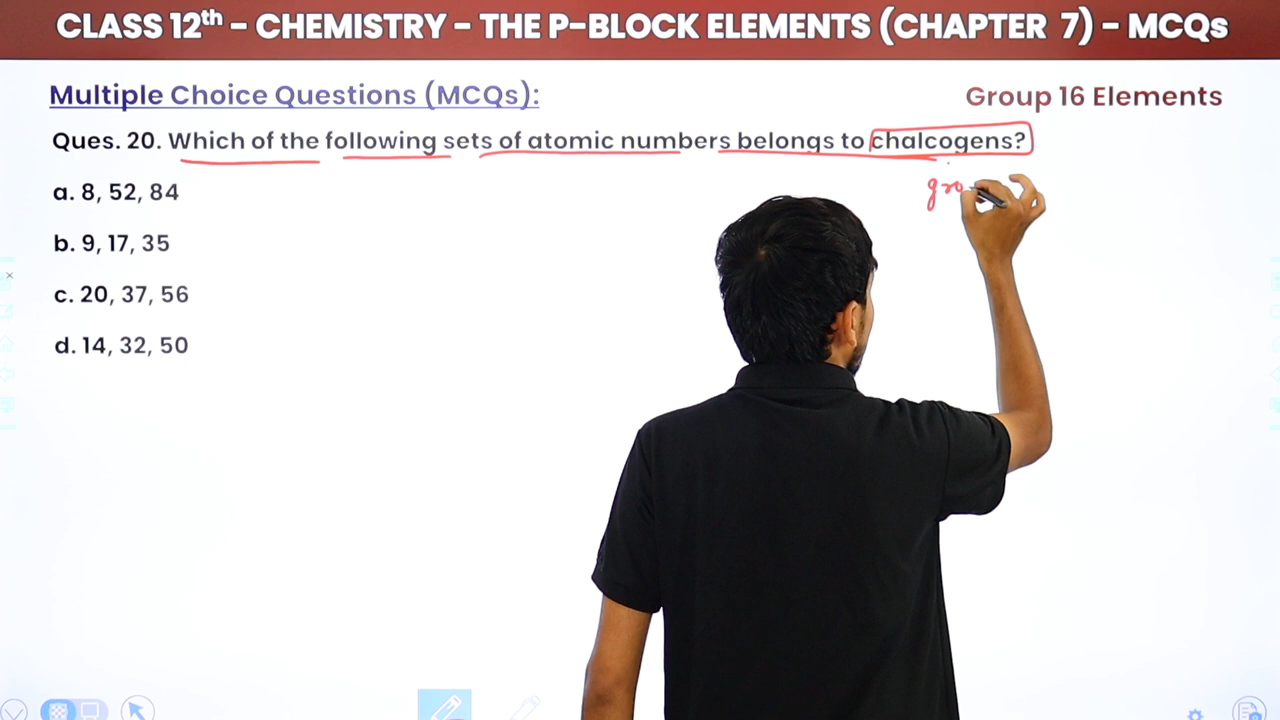 CLASS 12th - CHEMISTRY - THE P-BLOCK ELEMENTS (CHAPTER 7) - MCQs
Multiple Choice Questions (MCQs):
Group 16 Elements
Ques. 20. Which of the following sets of atomic numbers belongs to chalcogens?
gro
a. 8, 52, 84
b. 9, 17, 35
c. 20, 37, 56
d. 14, 32, 50